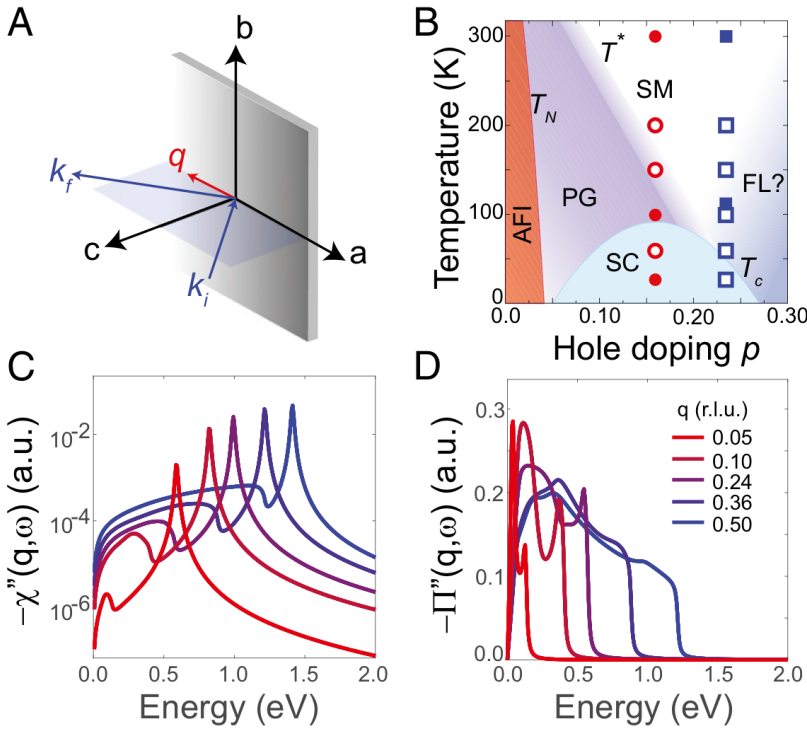 A
b
q
k_f
c
a
k_i
B
Temperature (K)
300
200
100
0
T*
SM
T_N
PG
FL?
AFI
SC
T_c
0.0
0.10
0.20
0.30
Hole doping p
C
−χ”(q,ω) (a.u.)
10^-2
10^-4
10^-6
0.0
0.5
1.0
1.5
2.0
Energy (eV)
D
−Π”(q,ω) (a.u.)
0.3
0.2
0.1
0.0
q (r.l.u.)
0.05
0.10
0.24
0.36
0.50
0.0
0.5
1.0
1.5
2.0
Energy (eV)